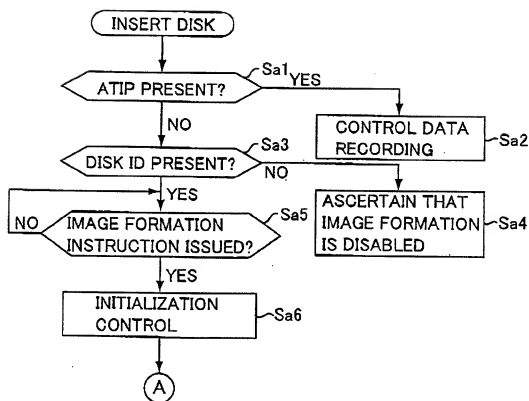 INSERT DISK
Sa1
ATIP PRESENT?
YES
NO
CONTROL DATA
RECORDING
Sa2
Sa3
DISK ID PRESENT?
NO
YES
ASCERTAIN THAT
IMAGE FORMATION
IS DISABLED
Sa4
NO
IMAGE FORMATION
INSTRUCTION ISSUED?
Sa5
YES
INITIALIZATION
CONTROL
Sa6
A